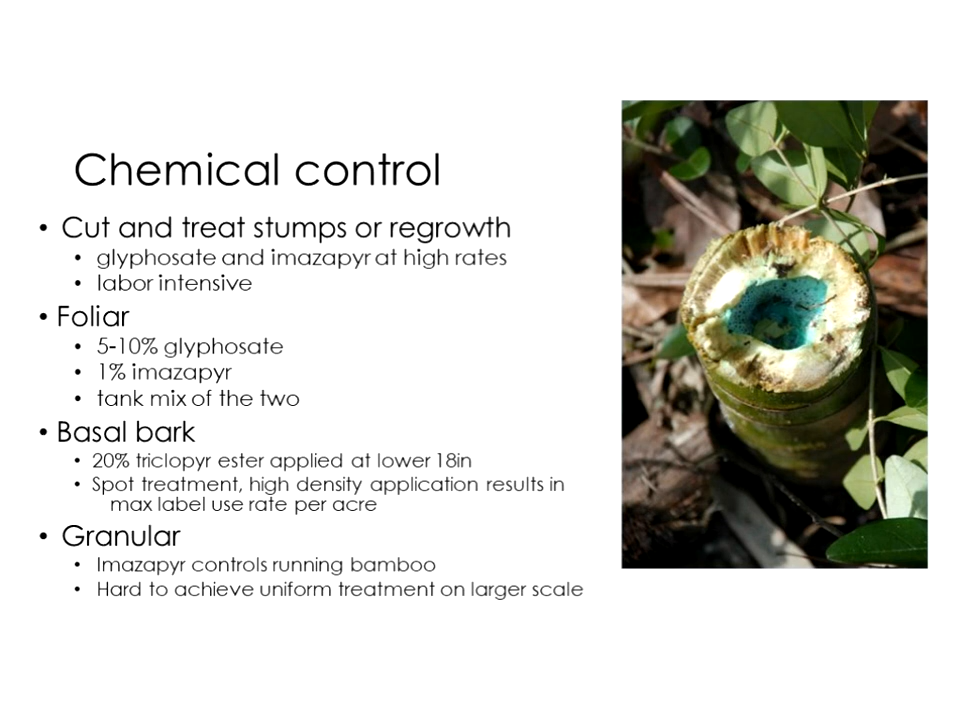 Chemical control
• Cut and treat stumps or regrowth
• glyphosate and imazapyr at high rates
• labor intensive
• Foliar
• 5-10% glyphosate
• 1% imazapyr
• tank mix of the two
• Basal bark
• 20% triclopyr ester applied at lower 18in
• Spot treatment, high density application results in
max label use rate per acre
• Granular
• Imazapyr controls running bamboo
• Hard to achieve uniform treatment on larger scale